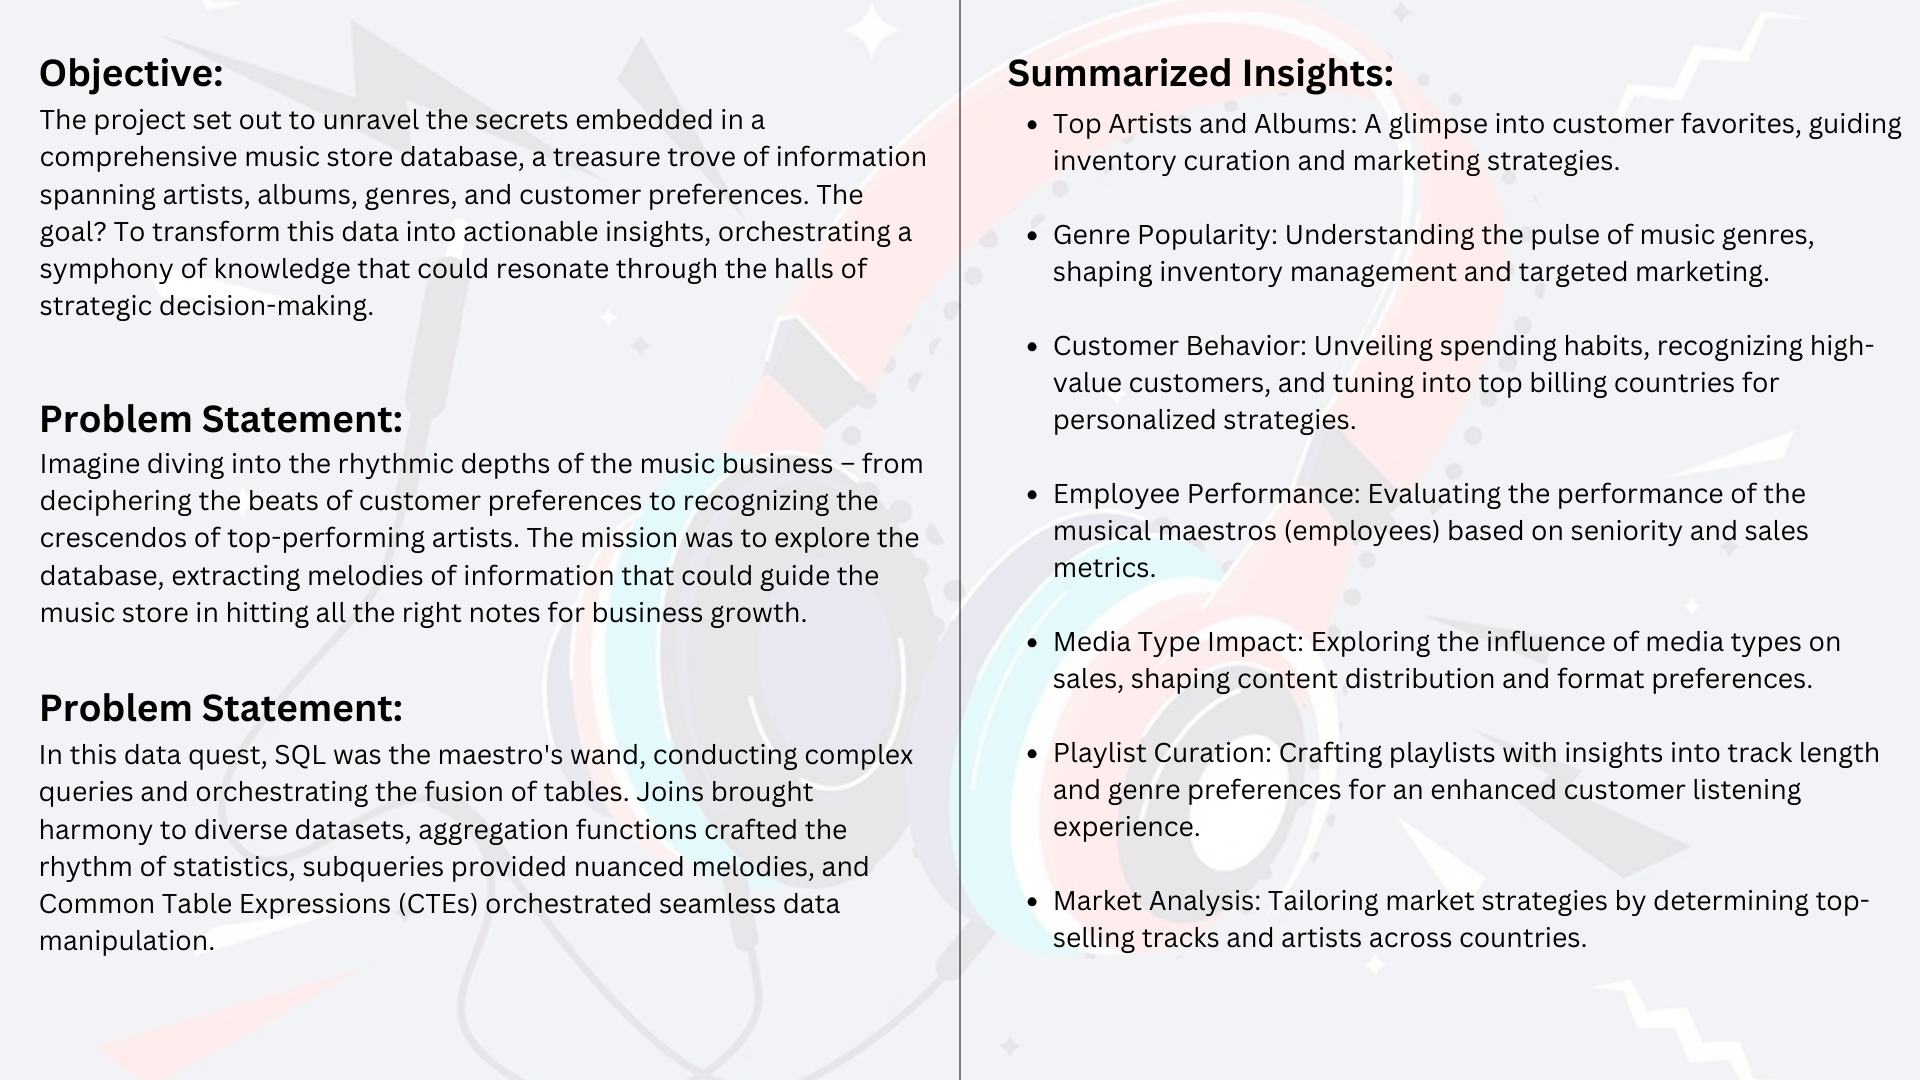 Objective:
The project set out to unravel the secrets embedded in a
comprehensive music store database, a treasure trove of information
spanning artists, albums, genres, and customer preferences. The
goal? To transform this data into actionable insights, orchestrating a
symphony of knowledge that could resonate through the halls of
strategic decision-making.
Problem Statement:
Imagine diving into the rhythmic depths of the music business – from
deciphering the beats of customer preferences to recognizing the
crescendos of top-performing artists. The mission was to explore the
database, extracting melodies of information that could guide the
music store in hitting all the right notes for business growth.
Problem Statement:
In this data quest, SQL was the maestro's wand, conducting complex
queries and orchestrating the fusion of tables. Joins brought
harmony to diverse datasets, aggregation functions crafted the
rhythm of statistics, subqueries provided nuanced melodies, and
Common Table Expressions (CTEs) orchestrated seamless data
manipulation.
Summarized Insights:
• Top Artists and Albums: A glimpse into customer favorites, guiding
inventory curation and marketing strategies.
• Genre Popularity: Understanding the pulse of music genres,
shaping inventory management and targeted marketing.
• Customer Behavior: Unveiling spending habits, recognizing high-
value customers, and tuning into top billing countries for
personalized strategies.
• Employee Performance: Evaluating the performance of the
musical maestros (employees) based on seniority and sales
metrics.
• Media Type Impact: Exploring the influence of media types on
sales, shaping content distribution and format preferences.
• Playlist Curation: Crafting playlists with insights into track length
and genre preferences for an enhanced customer listening
experience.
• Market Analysis: Tailoring market strategies by determining top-
selling tracks and artists across countries.